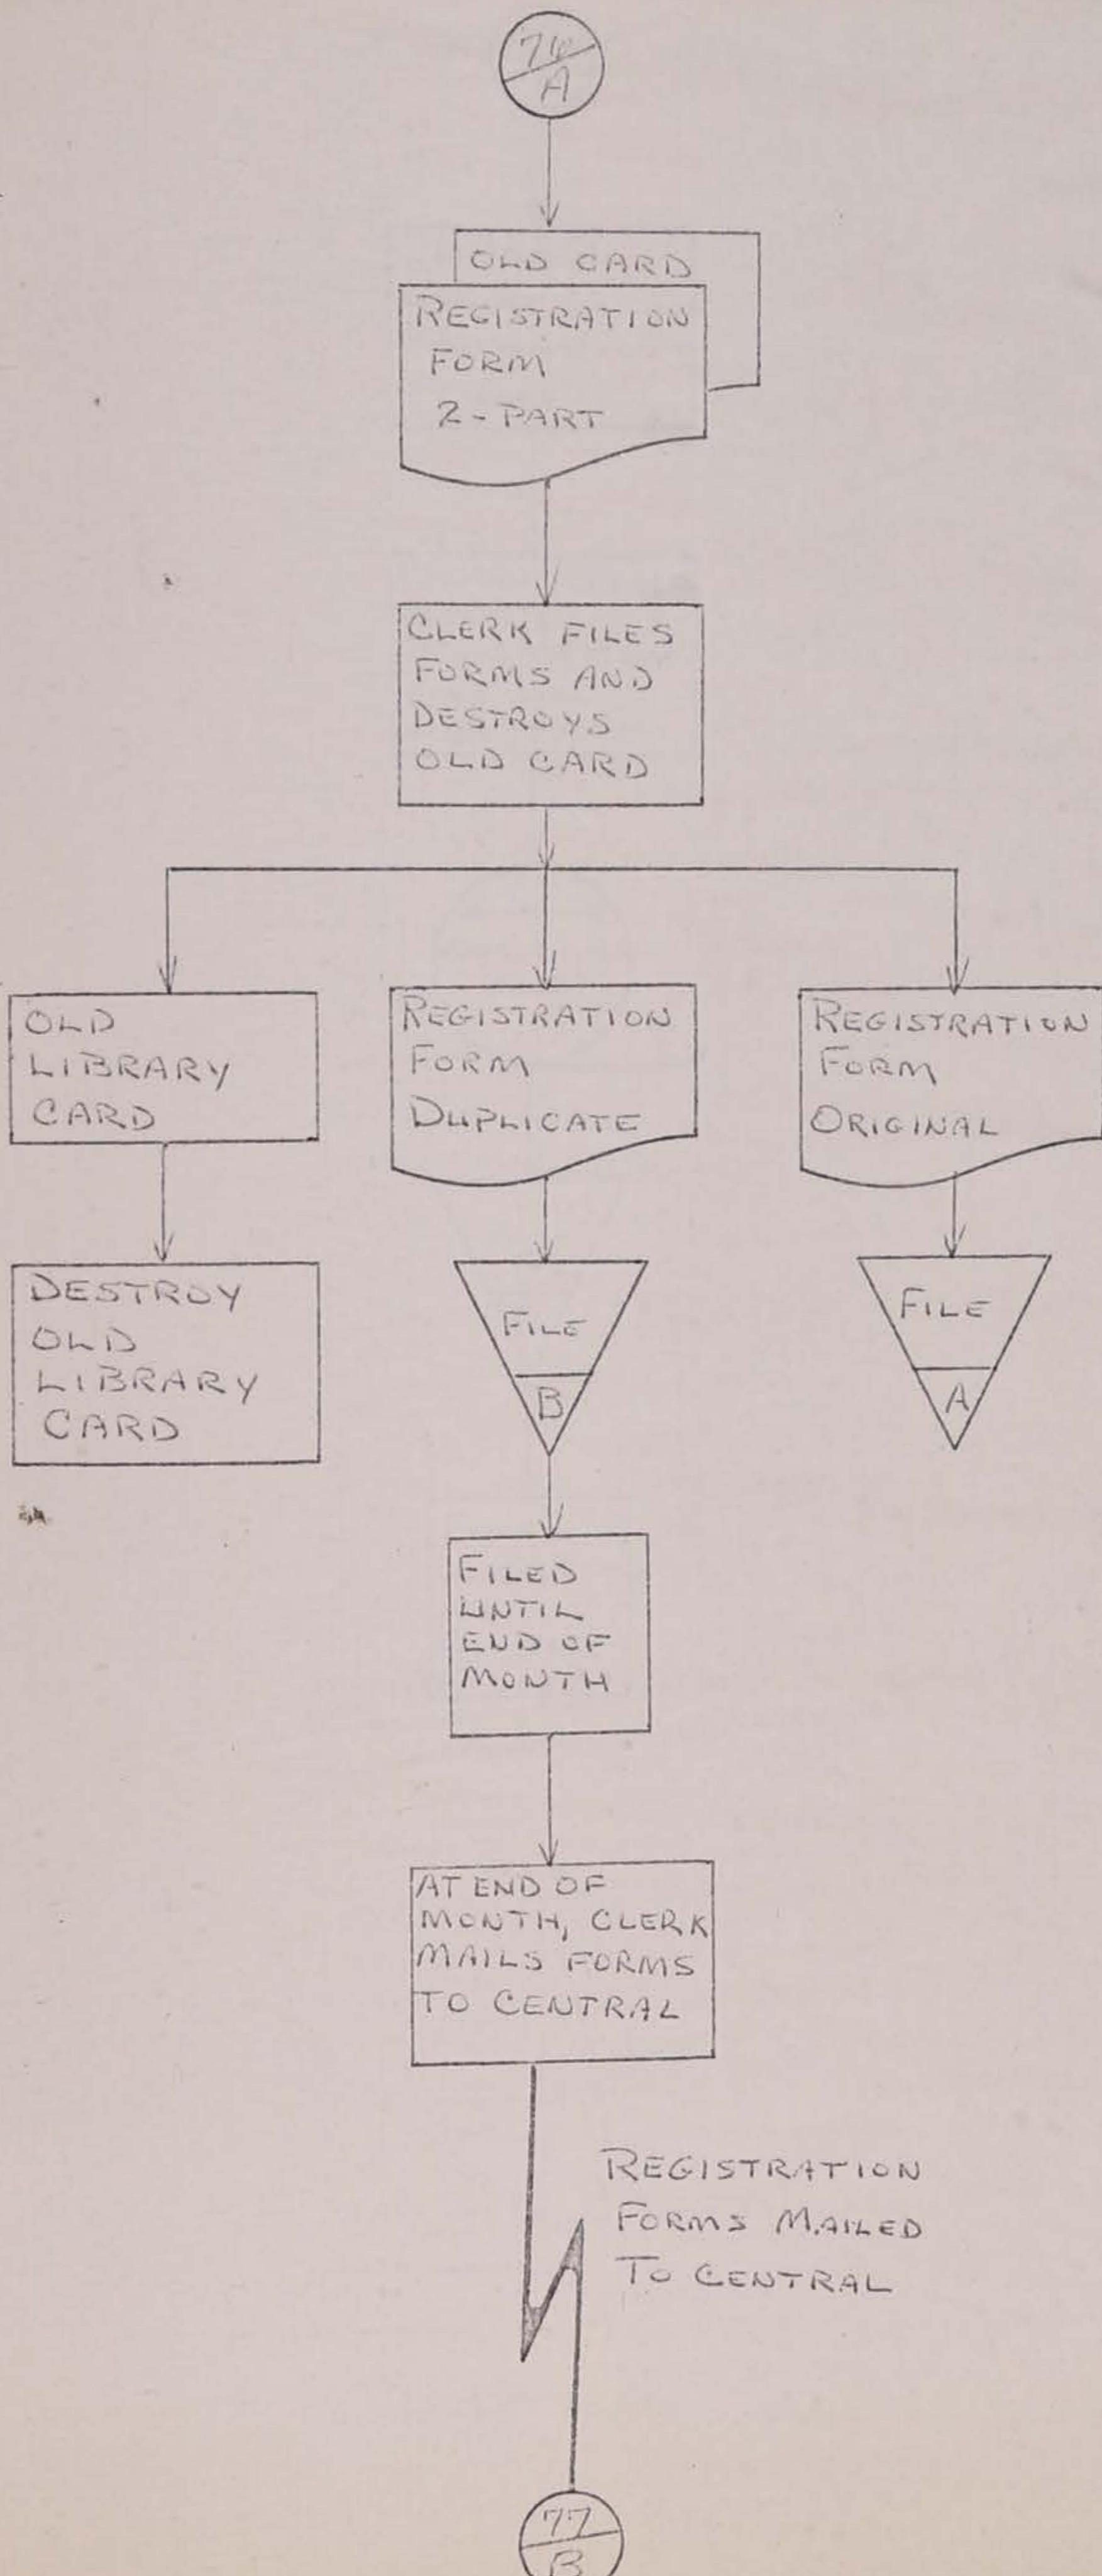 76
A
OLD CARD
REGISTRATION
FORM
2-PART
CLERK FILES
FORMS AND
DESTROYS
OLD CARD
OLD
LIBRARY
CARD
REGISTRATION
FORM
DUPLICATE
REGISTRATION
FORM
ORIGINAL
DESTROY
OLD
LIBRARY
CARD
FILE
B
FILE
A
FILED
UNTIL
END OF
MONTH
AT END OF
MONTH, CLERK
MAILS FORMS
TO CENTRAL
REGISTRATION
FORMS MAILED
TO CENTRAL
77
B